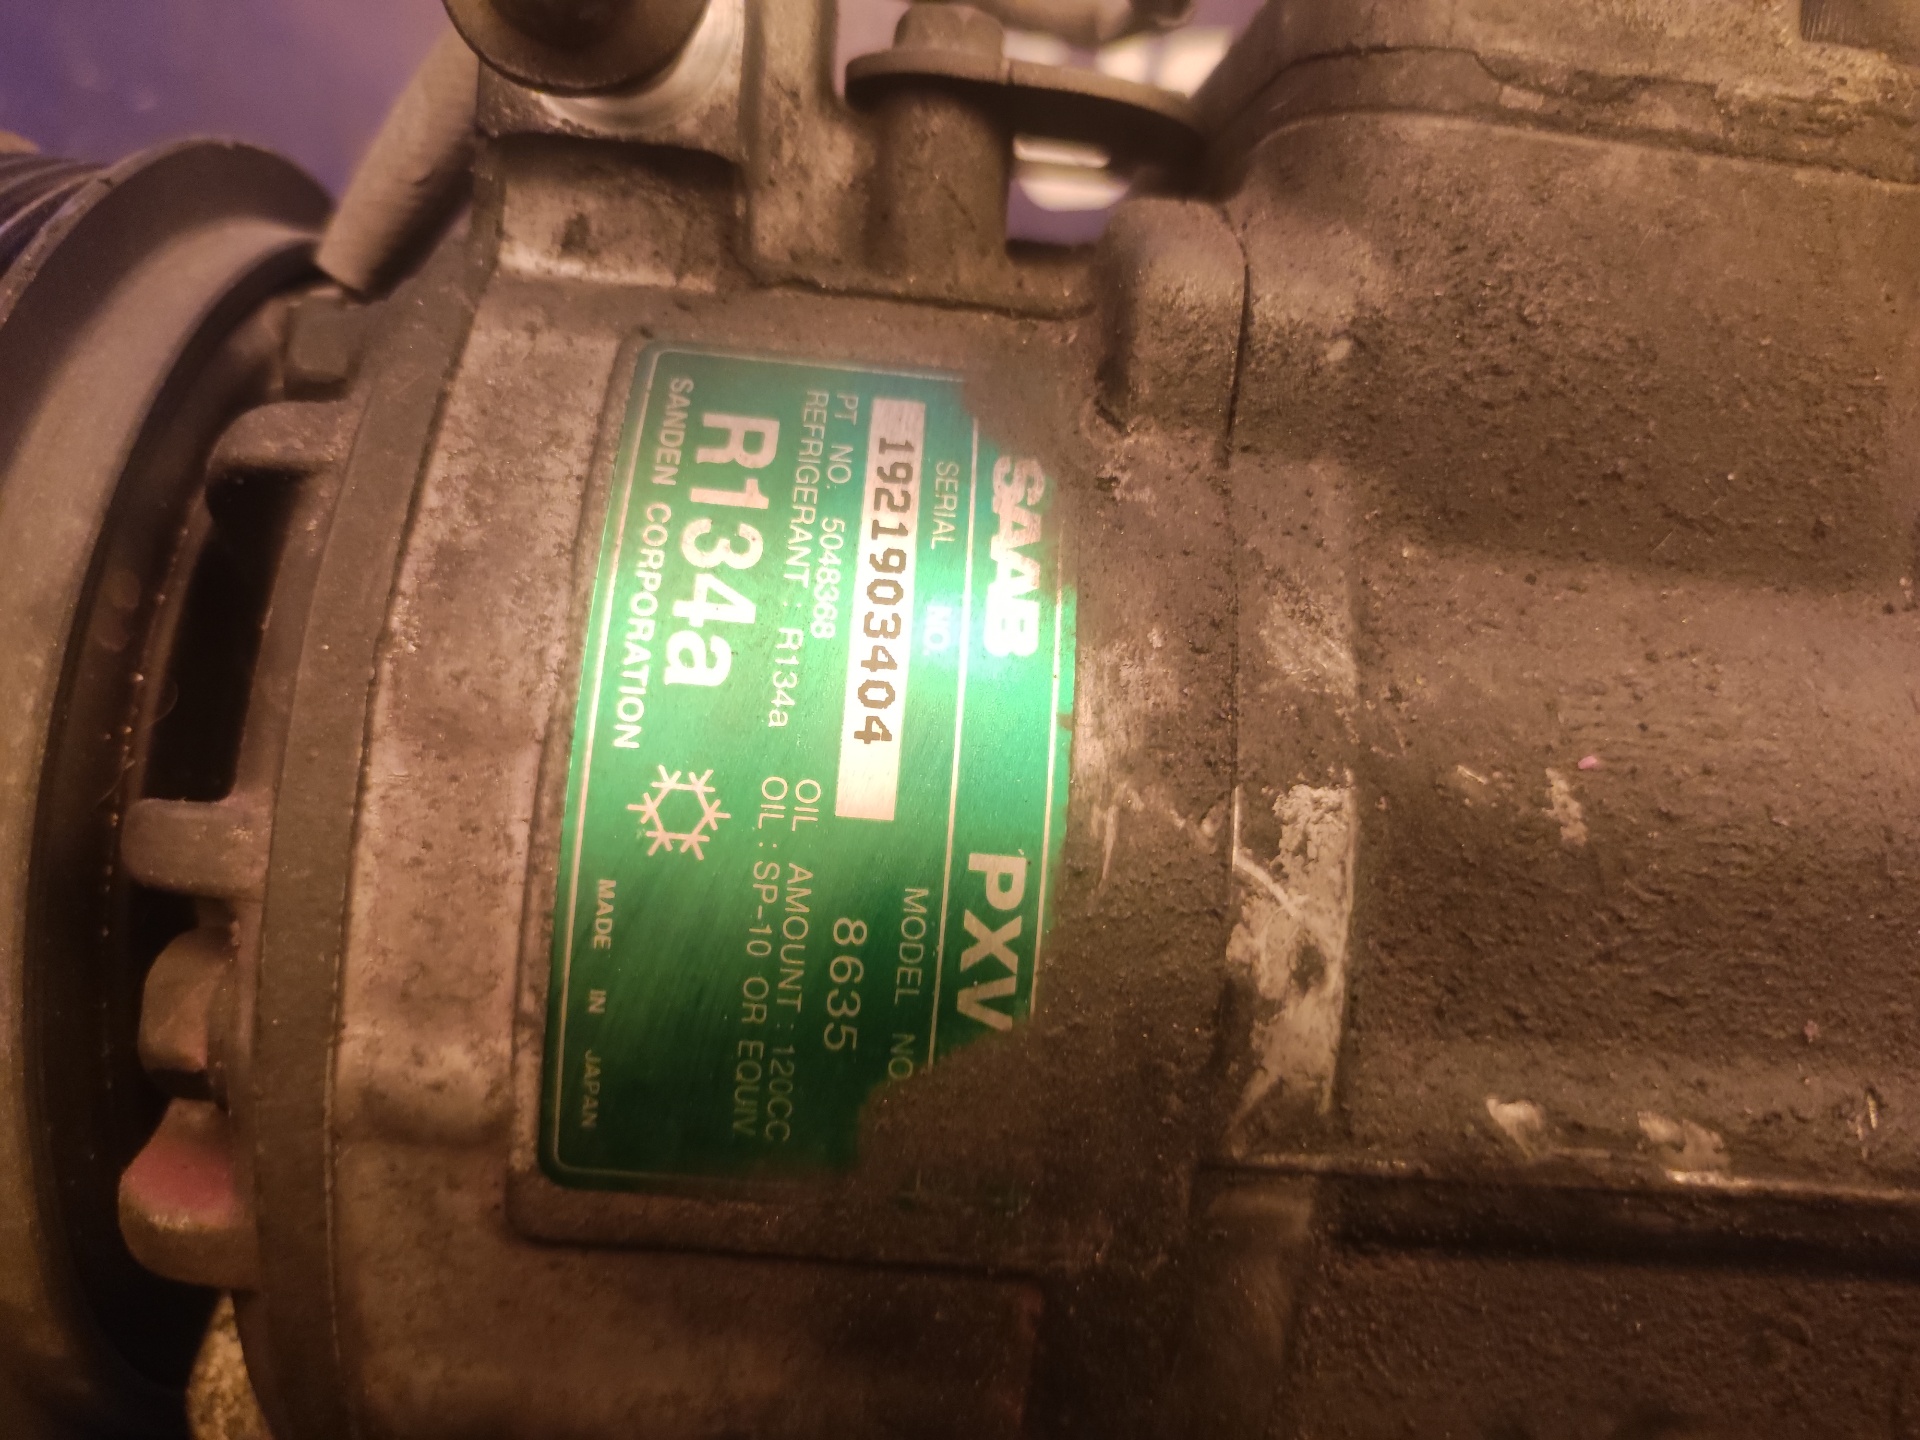 SAAB PXV
SERIAL NO. MODEL NO.
1921903404 8635
PT NO. 5048368 OIL AMOUNT : 120CC
REFRIGERANT : R134a OIL : SP-10 OR EQUIV.
R134a
SANDEN CORPORATION MADE IN JAPAN